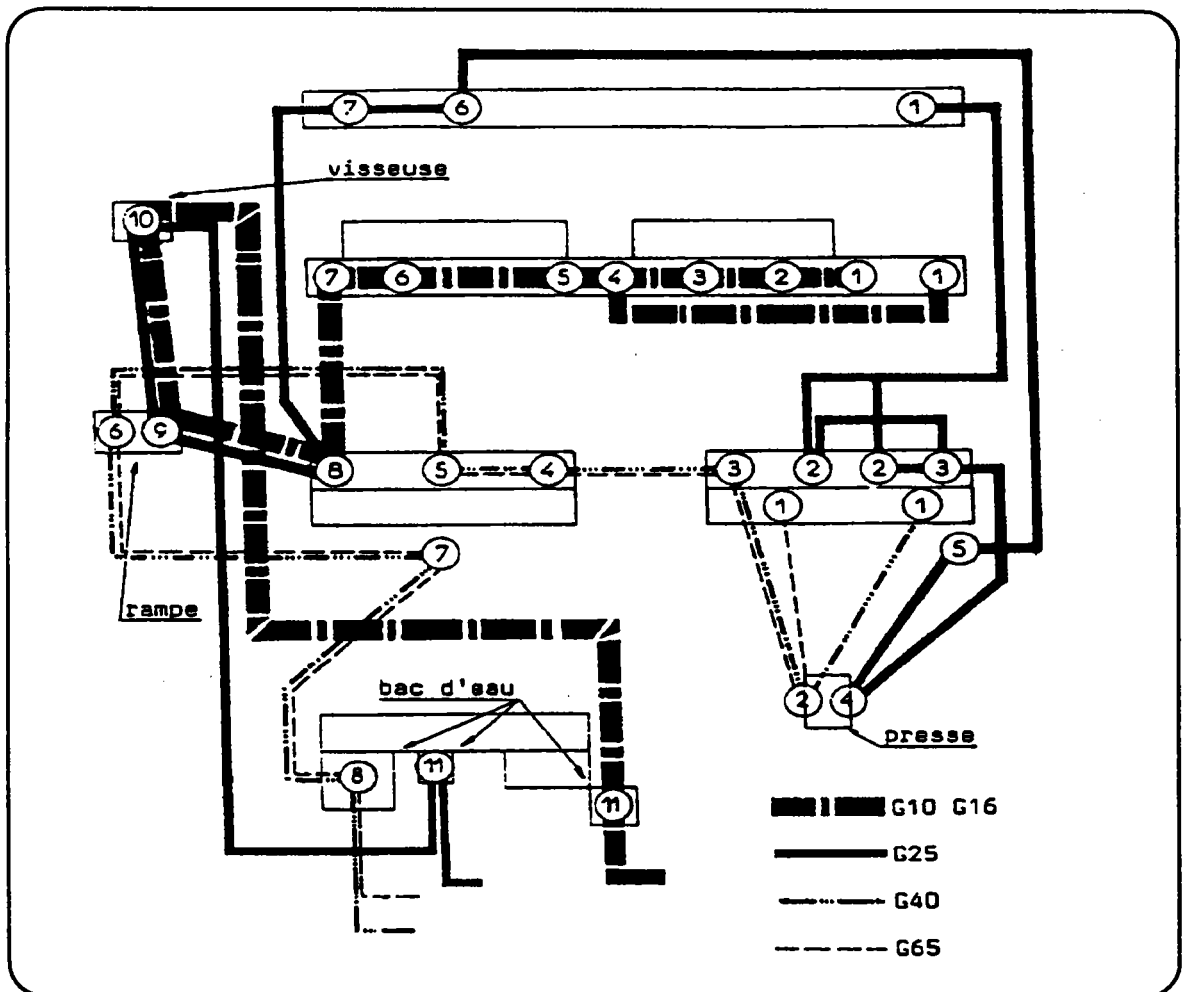 7 6 1
visseuse
10
7 6 5 4 3 2 1 1
6 9
8 5 4 3 2 2 3
1 1
7 5
rampe
bac d'eau
2 4
presse
8 11
11
G10 G16
G25
G40
G65